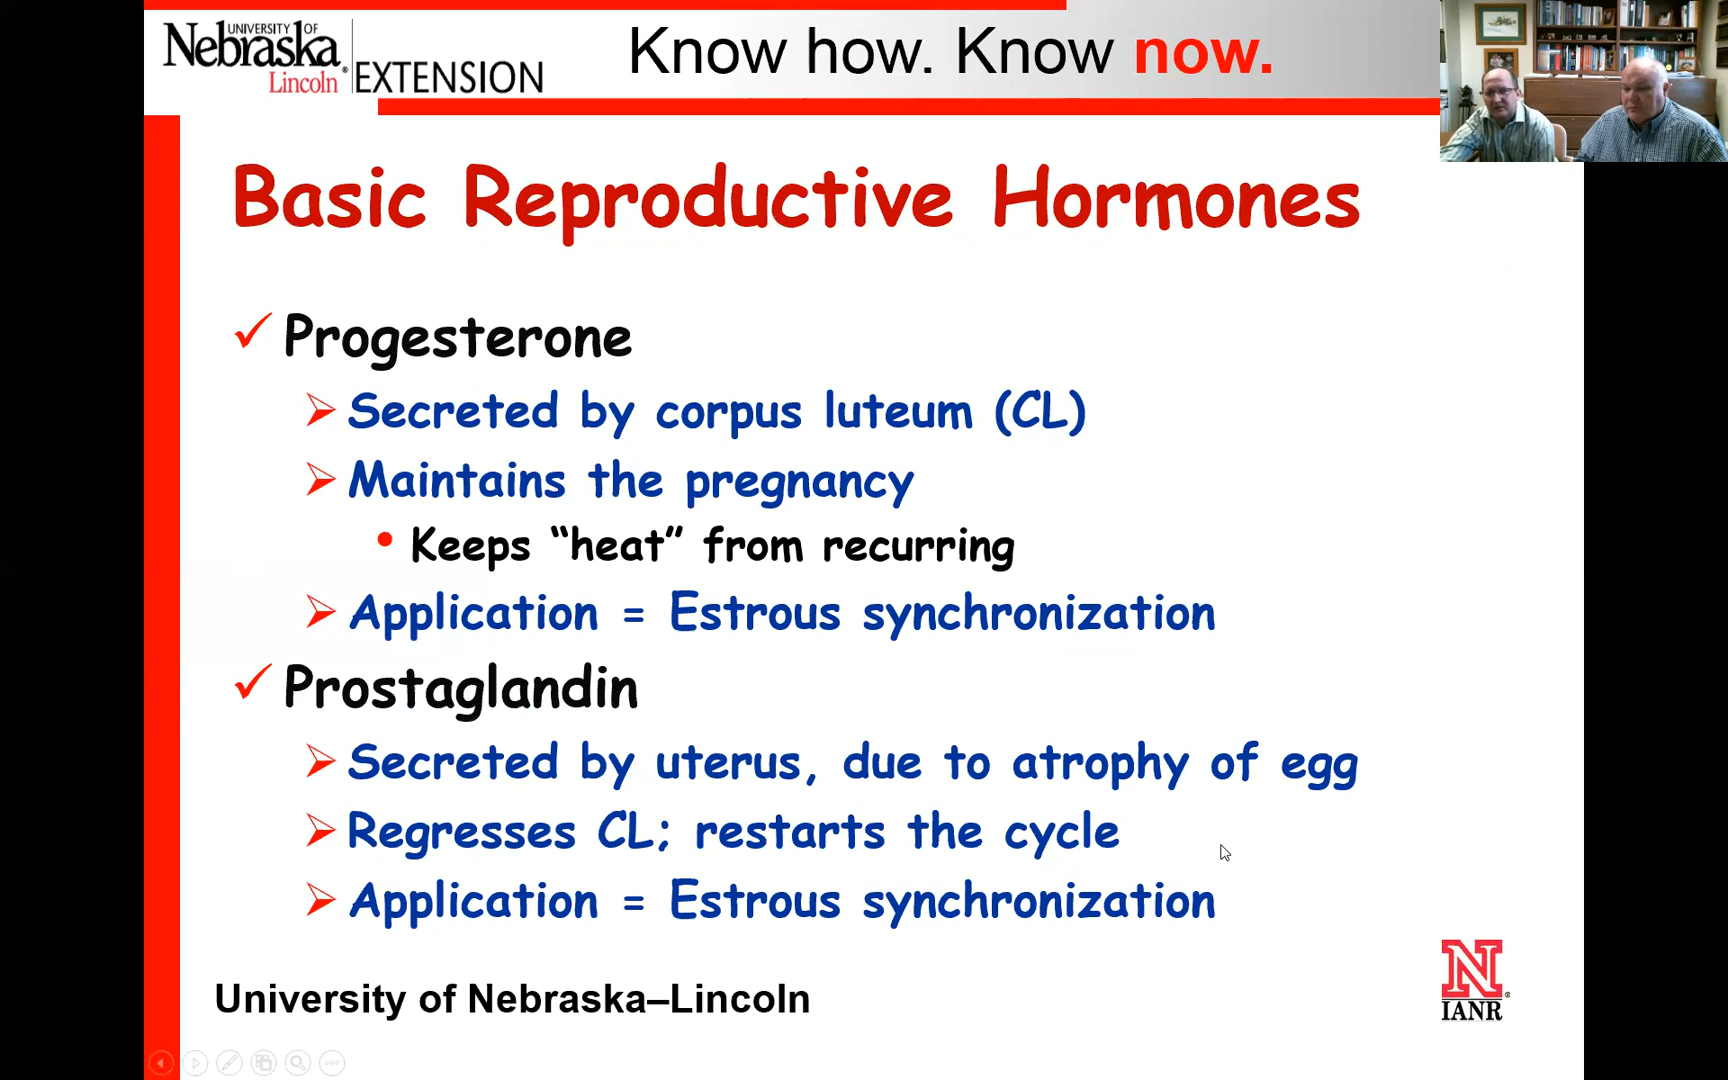 UNIVERSITY OF
Nebraska
Lincoln
EXTENSION
Know how. Know now.
Basic Reproductive Hormones
Progesterone
Secreted by corpus luteum (CL)
Maintains the pregnancy
Keeps “heat” from recurring
Application = Estrous synchronization
Prostaglandin
Secreted by uterus, due to atrophy of egg
Regresses CL; restarts the cycle
Application = Estrous synchronization
University of Nebraska–Lincoln
N
IANR